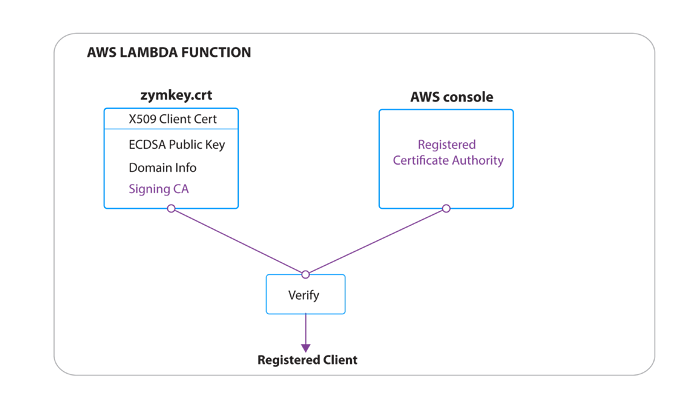 AWS LAMBDA FUNCTION
zymkey.crt
X509 Client Cert
ECDSA Public Key
Domain Info
Signing CA
AWS console
Registered
Certificate Authority
Verify
Registered Client